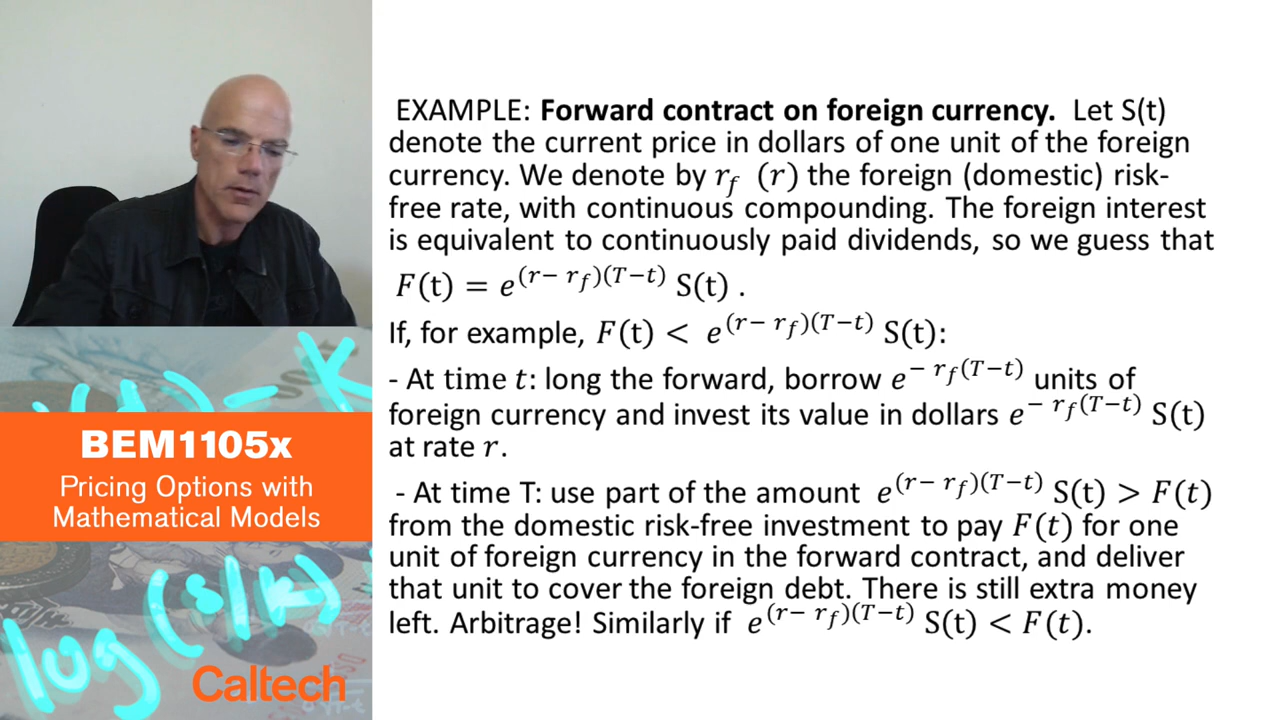 EXAMPLE: Forward contract on foreign currency. Let S(t)
denote the current price in dollars of one unit of the foreign
currency. We denote by r_f (r) the foreign (domestic) risk-
free rate, with continuous compounding. The foreign interest
is equivalent to continuously paid dividends, so we guess that
F(t) = e^{(r− r_f)(T−t)} S(t) .
If, for example, F(t) < e^{(r− r_f)(T−t)} S(t):
- At time t: long the forward, borrow e^{− r_f(T−t)} units of
foreign currency and invest its value in dollars e^{− r_f(T−t)} S(t)
at rate r.
- At time T: use part of the amount e^{(r− r_f)(T−t)} S(t) > F(t)
from the domestic risk-free investment to pay F(t) for one
unit of foreign currency in the forward contract, and deliver
that unit to cover the foreign debt. There is still extra money
left. Arbitrage! Similarly if e^{(r− r_f)(T−t)} S(t) < F(t).
BEM1105x
Pricing Options with
Mathematical Models
log (s/k)
Caltech